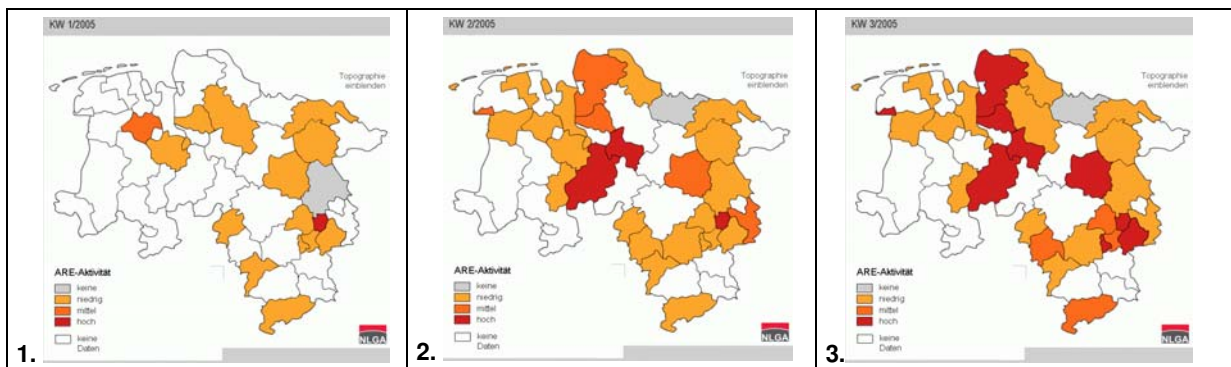 KW 1/2005
Topographie
einblenden
ARE-Aktivität
keine
niedrig
mittel
hoch
keine
Daten
NLGA
1.
KW 2/2005
Topographie
einblenden
ARE-Aktivität
keine
niedrig
mittel
hoch
keine
Daten
NLGA
2.
KW 3/2005
Topographie
einblenden
ARE-Aktivität
keine
niedrig
mittel
hoch
keine
Daten
NLGA
3.